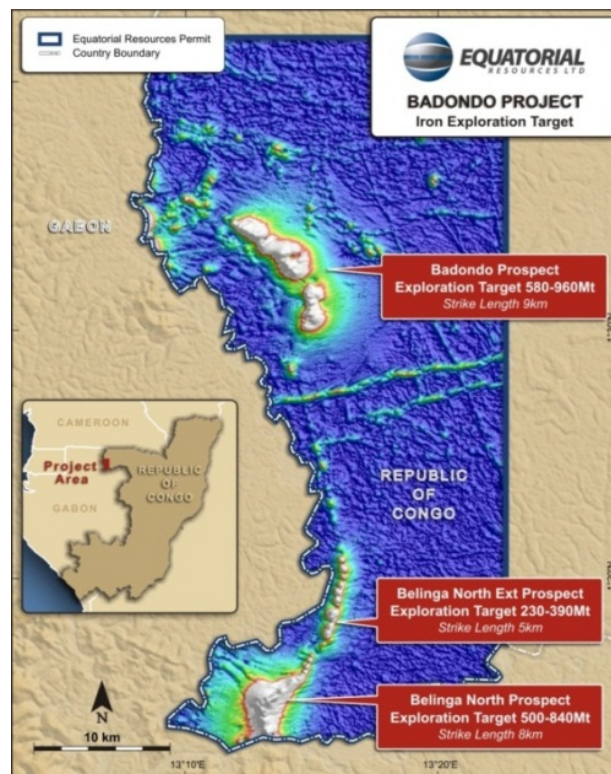 Equatorial Resources Permit
Country Boundary
EQUATORIAL
RESOURCES LTD
BADONDO PROJECT
Iron Exploration Target
GABON
Badondo Prospect
Exploration Target 580-960Mt
Strike Length 9km
CAMEROON
Project
Area
REPUBLIC
OF
CONGO
GABON
REPUBLIC
OF
CONGO
Belinga North Ext Prospect
Exploration Target 230-390Mt
Strike Length 5km
Belinga North Prospect
Exploration Target 500-840Mt
Strike Length 8km
N
10 km
13°10'E
13°20'E